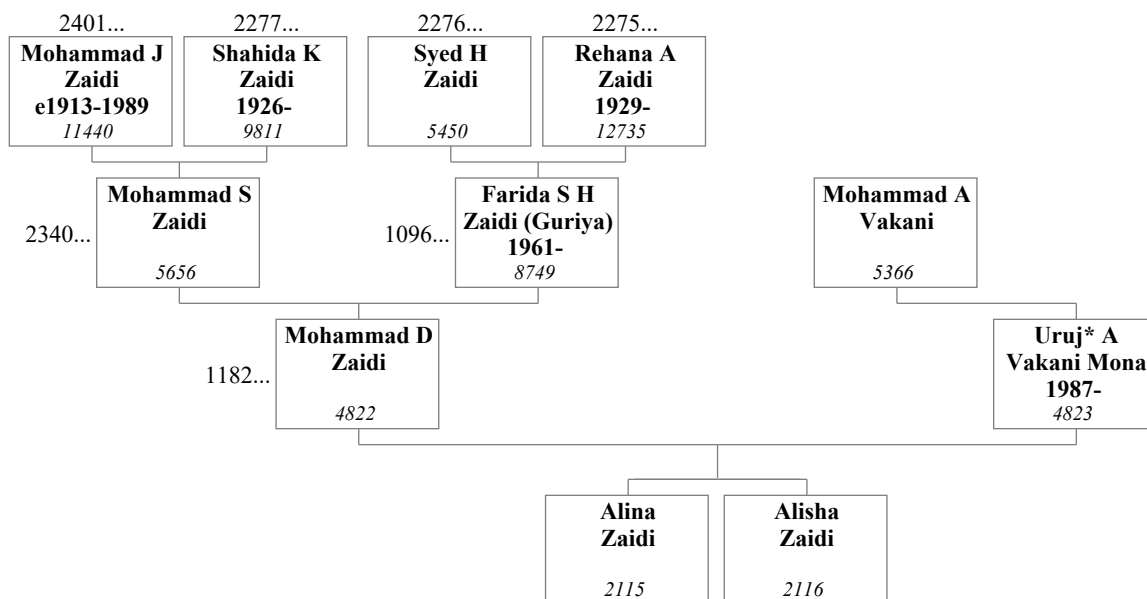 2401...
2277...
2276...
2275...
Mohammad J
Zaidi
e1913-1989
11440
Shahida K
Zaidi
1926-
9811
Syed H
Zaidi
5450
Rehana A
Zaidi
1929-
12735
2340...
Mohammad S
Zaidi
5656
1096...
Farida S H
Zaidi (Guriya)
1961-
8749
Mohammad A
Vakani
5366
1182...
Mohammad D
Zaidi
4822
Uruj* A
Vakani Mona
1987-
4823
Alina
Zaidi
2115
Alisha
Zaidi
2116